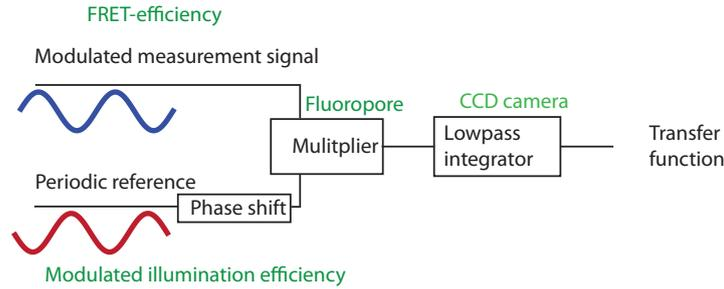 FRET-efficiency
Modulated measurement signal
Fluoropore
CCD camera
Mulitplier
Lowpass
integrator
Transfer
function
Periodic reference
Phase shift
Modulated illumination efficiency